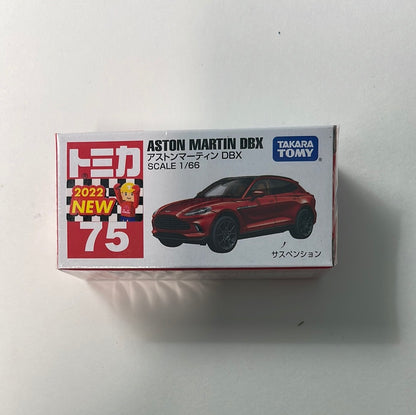 トミカ
2022
NEW
75
ASTON MARTIN DBX
アストンマーティン DBX
SCALE 1/66
TAKARA
TOMY
サスペンション